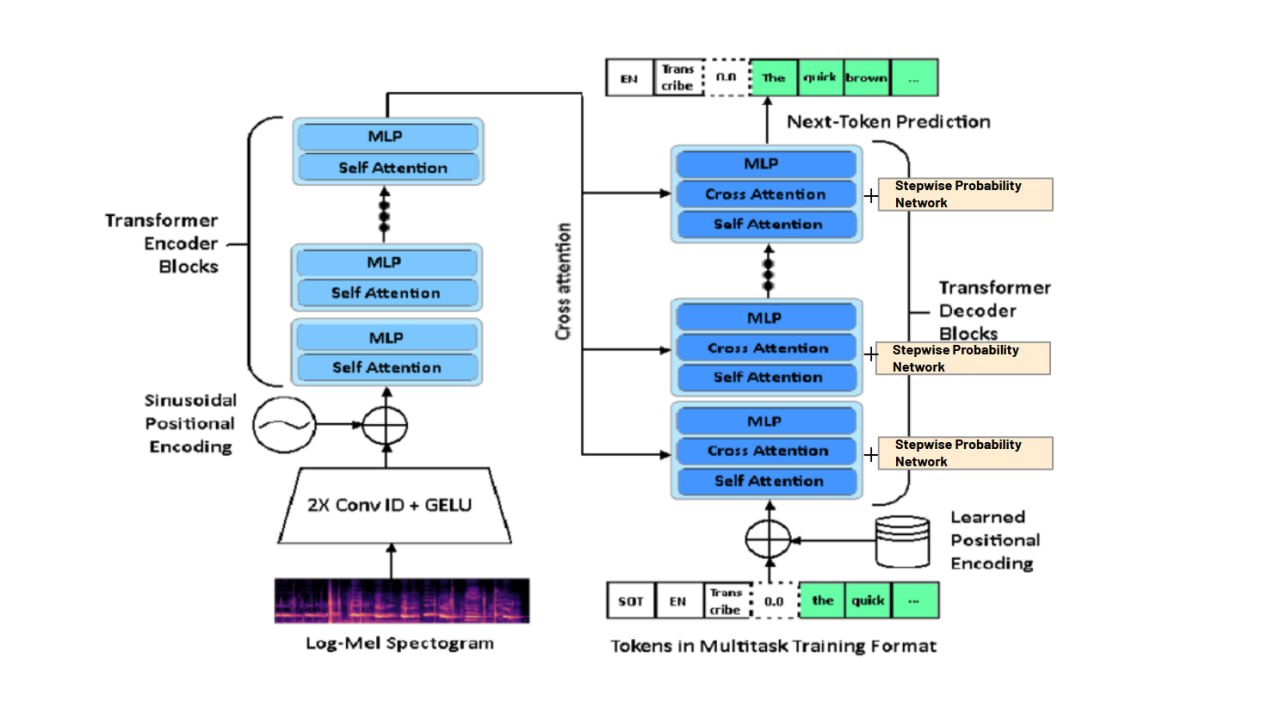 EN
Trans
cribe
0.0
The
quick
brown
...
Next-Token Prediction
MLP
Self Attention
MLP
Self Attention
MLP
Self Attention
Transformer
Encoder
Blocks
Sinusoidal
Positional
Encoding
2X Conv ID + GELU
Log-Mel Spectogram
Cross attention
MLP
Cross Attention
Self Attention
+
Stepwise Probability
Network
Transformer
Decoder
Blocks
MLP
Cross Attention
Self Attention
+
Stepwise Probability
Network
MLP
Cross Attention
Self Attention
+
Stepwise Probability
Network
Learned
Positional
Encoding
SOT
EN
Trans
cribe
0.0
the
quick
...
Tokens in Multitask Training Format